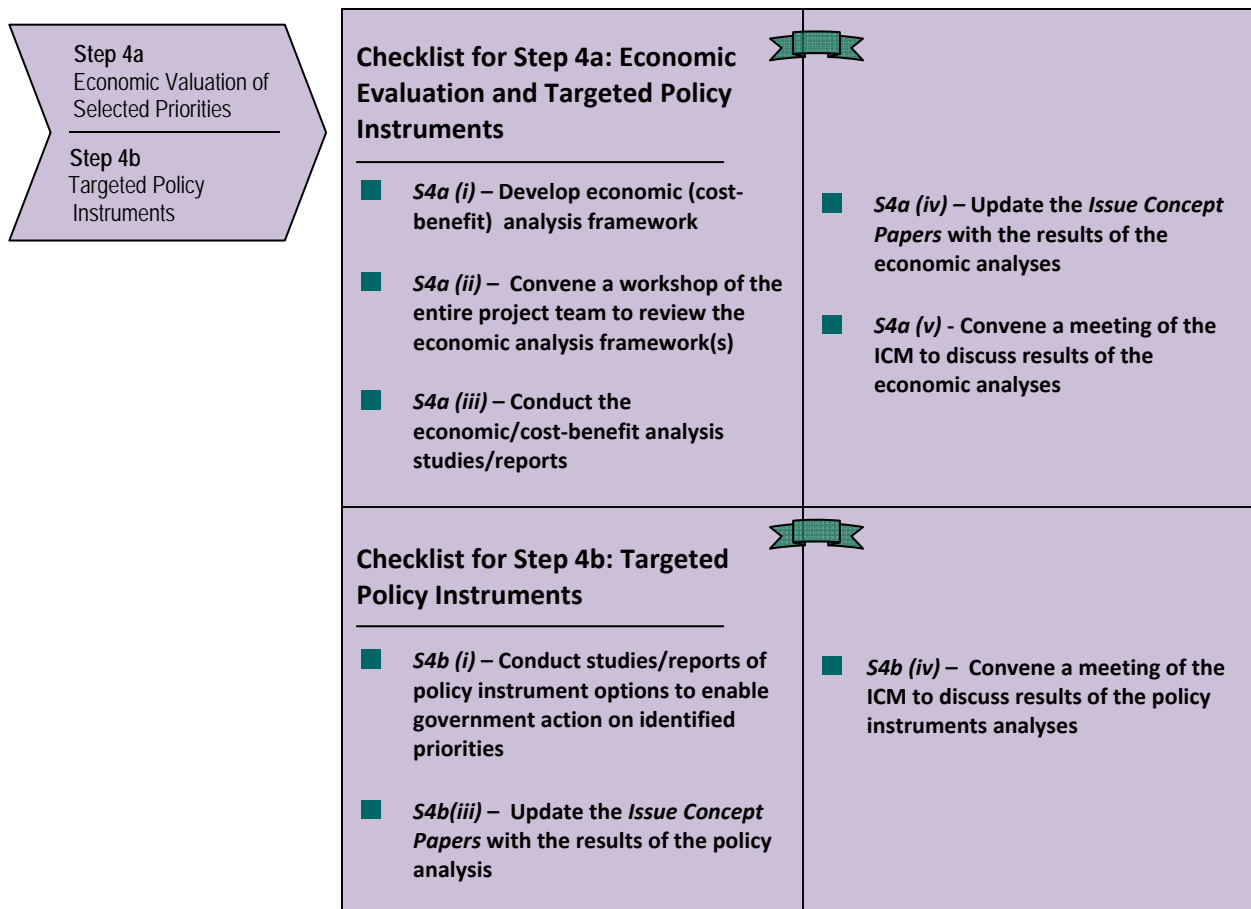 Step 4a
Economic Valuation of
Selected Priorities
Step 4b
Targeted Policy
Instruments
Checklist for Step 4a: Economic
Evaluation and Targeted Policy
Instruments
S4a (i) – Develop economic (cost-
benefit) analysis framework
S4a (ii) – Convene a workshop of the
entire project team to review the
economic analysis framework(s)
S4a (iii) – Conduct the
economic/cost-benefit analysis
studies/reports
S4a (iv) – Update the Issue Concept
Papers with the results of the
economic analyses
S4a (v) - Convene a meeting of the
ICM to discuss results of the
economic analyses
Checklist for Step 4b: Targeted
Policy Instruments
S4b (i) – Conduct studies/reports of
policy instrument options to enable
government action on identified
priorities
S4b(iii) – Update the Issue Concept
Papers with the results of the policy
analysis
S4b (iv) – Convene a meeting of the
ICM to discuss results of the policy
instruments analyses